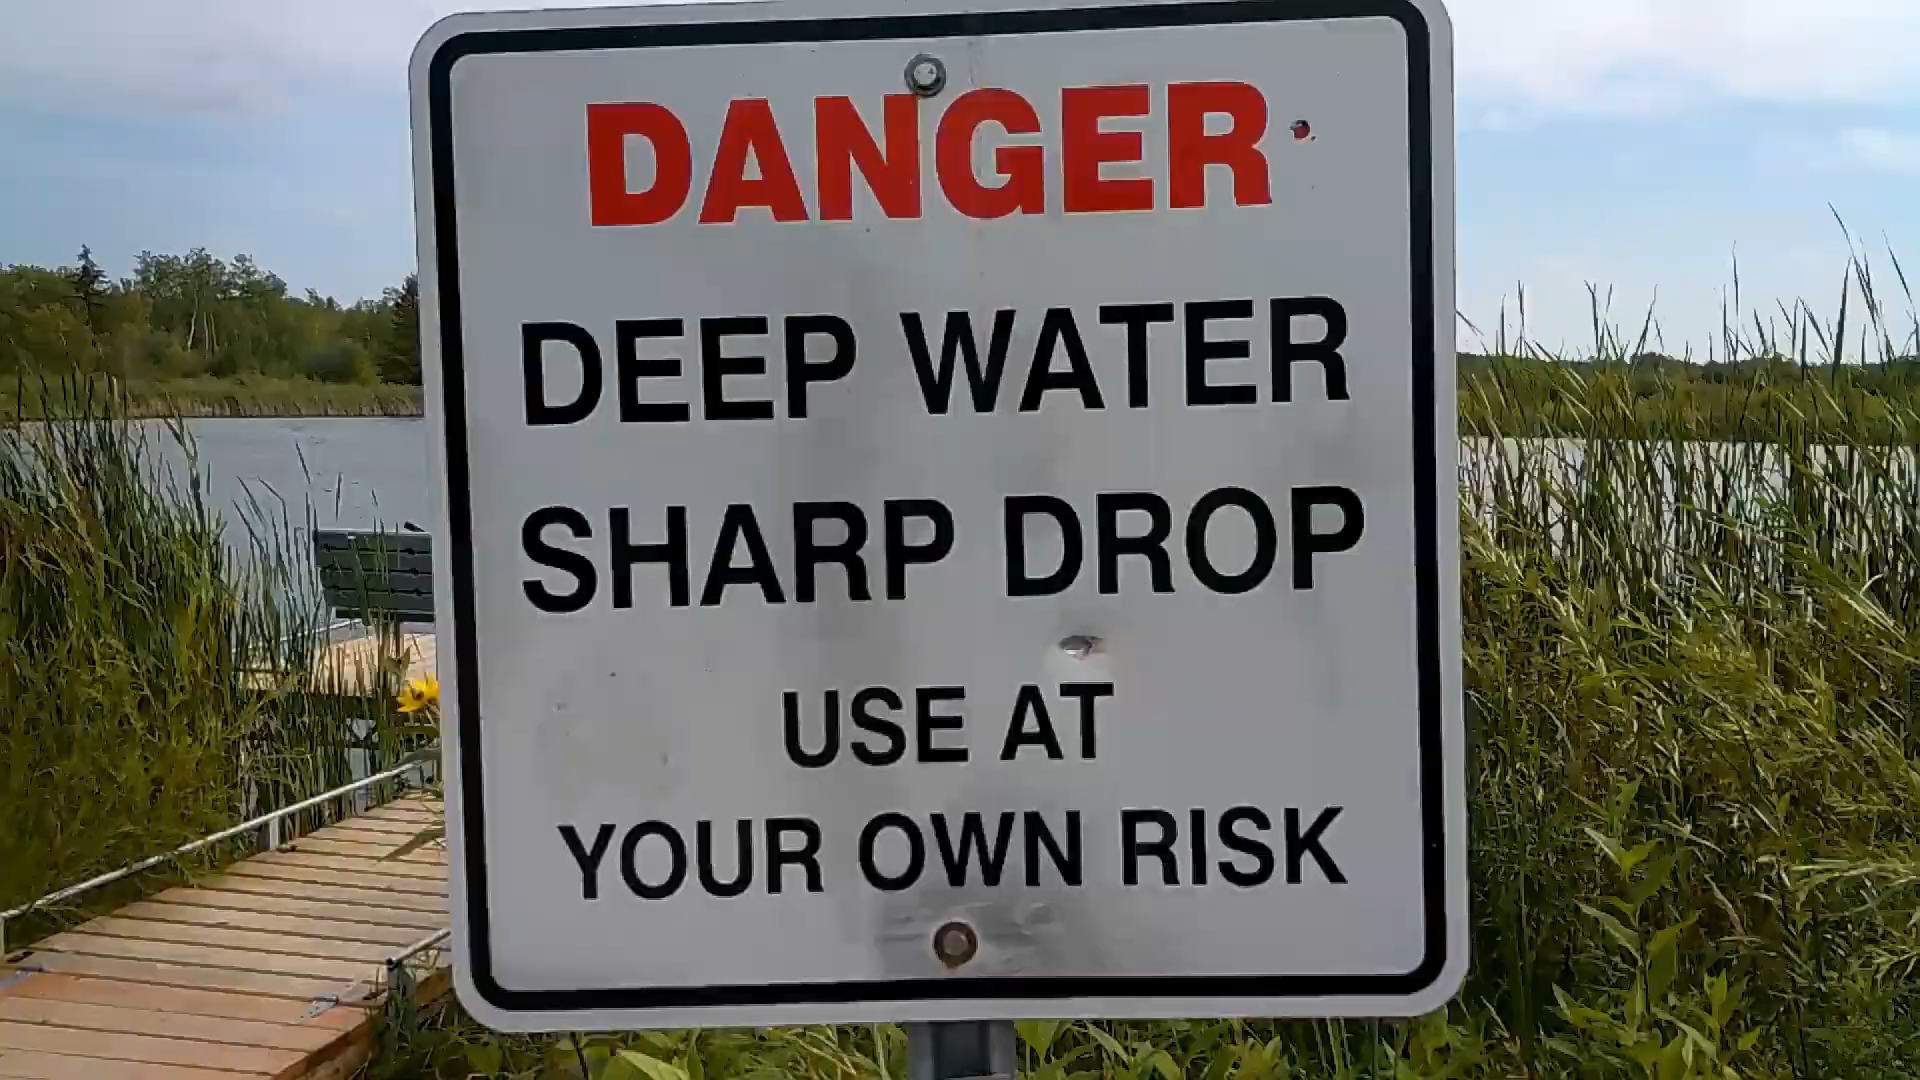 DANGER
DEEP WATER
SHARP DROP
USE AT
YOUR OWN RISK